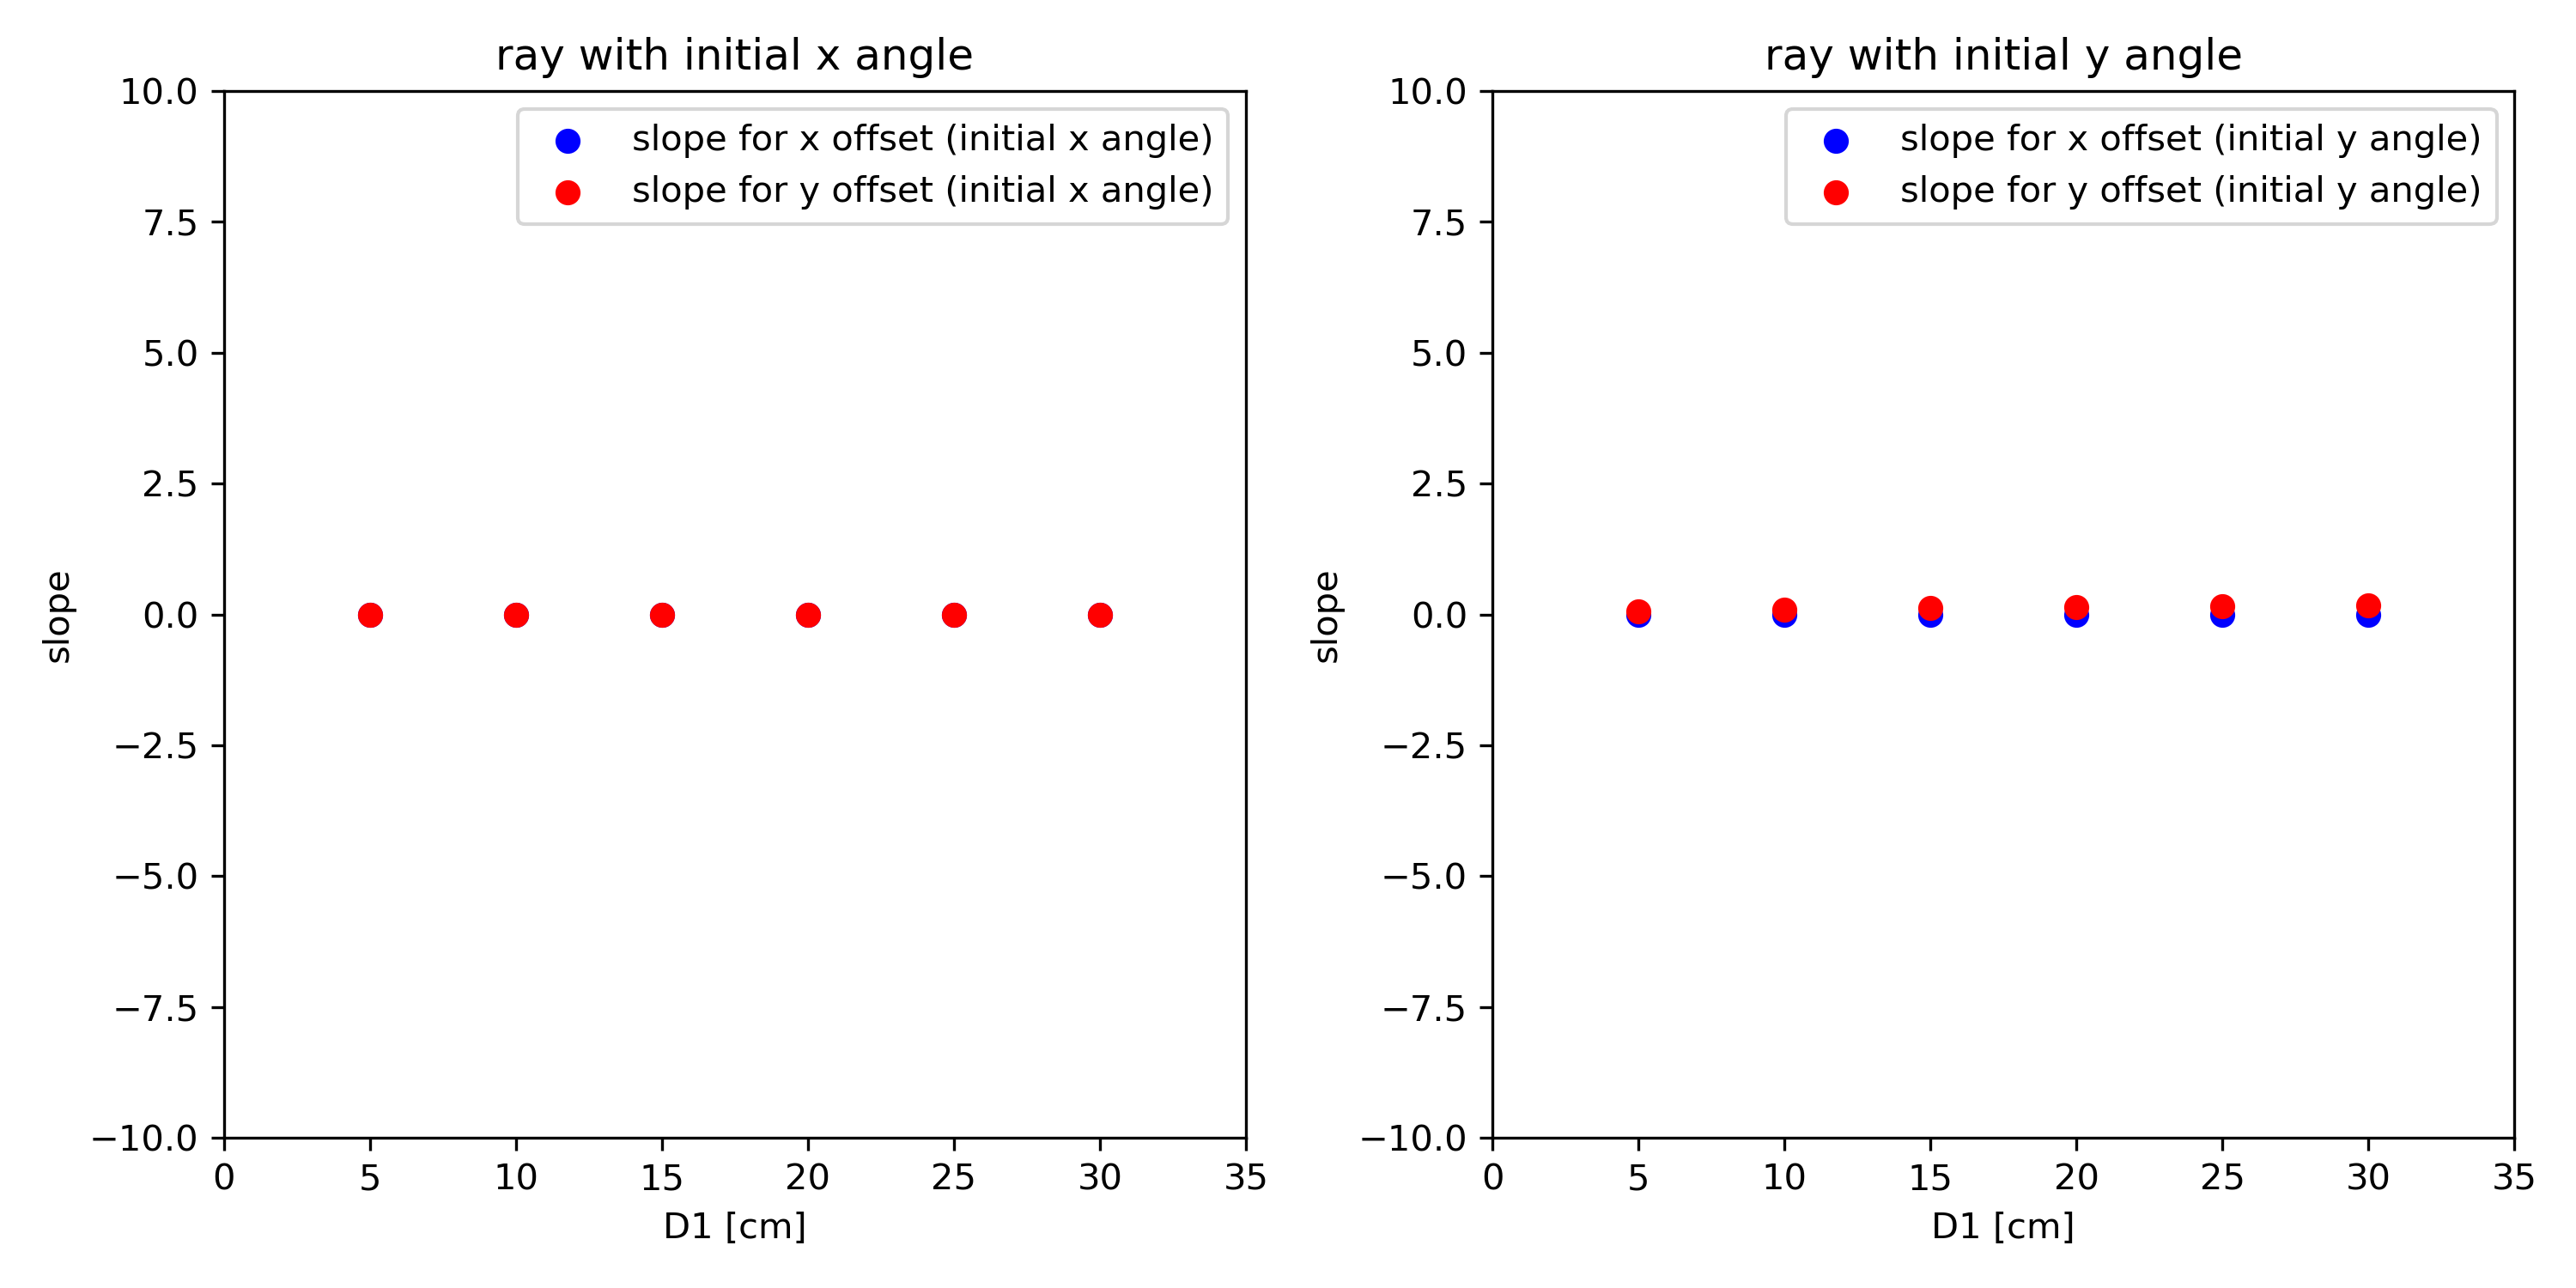 ray with initial x angle
slope for x offset (initial x angle)
slope for y offset (initial x angle)
10.0
7.5
5.0
2.5
0.0
−2.5
−5.0
−7.5
−10.0
slope
0 5 10 15 20 25 30 35
D1 [cm]
ray with initial y angle
slope for x offset (initial y angle)
slope for y offset (initial y angle)
10.0
7.5
5.0
2.5
0.0
−2.5
−5.0
−7.5
−10.0
slope
0 5 10 15 20 25 30 35
D1 [cm]